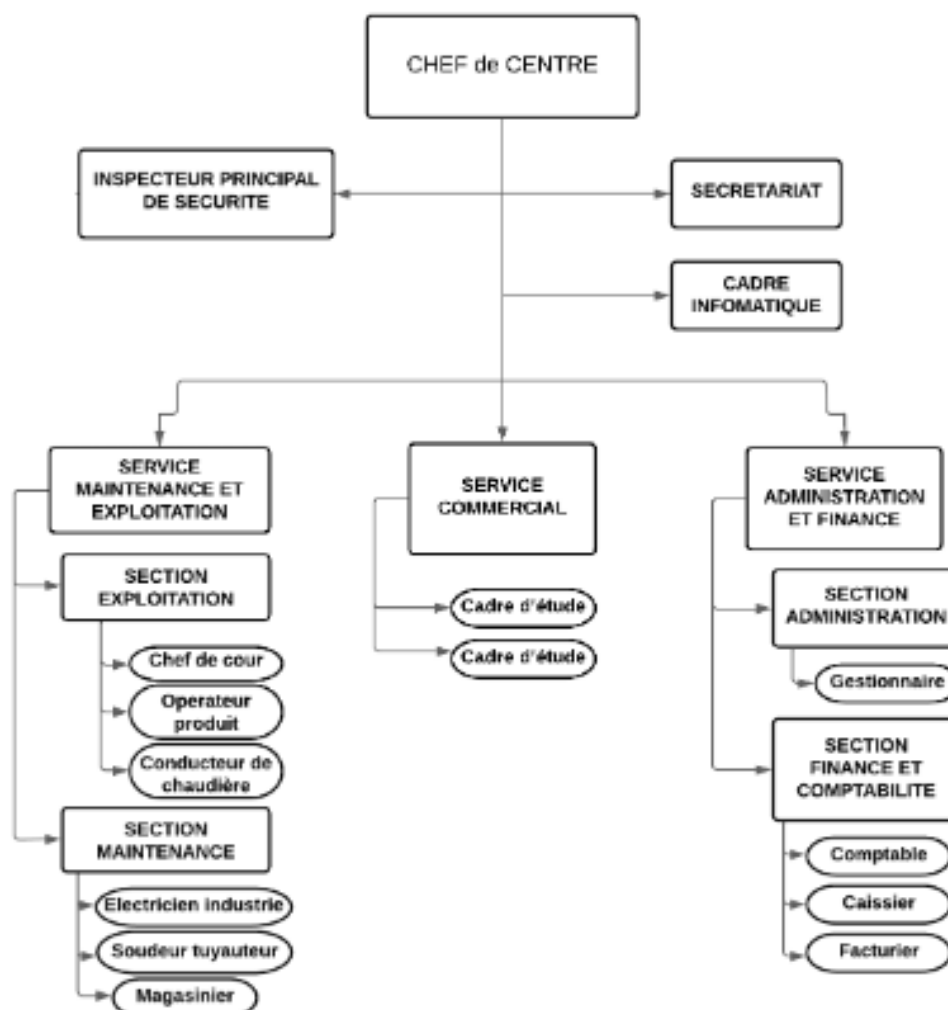 CHEF de CENTRE
INSPECTEUR PRINCIPAL
DE SECURITE
SECRETARIAT
CADRE
INFOMATIQUE
SERVICE
MAINTENANCE ET
EXPLOITATION
SECTION
EXPLOITATION
Chef de cour
Operateur
produit
Conducteur de
chaudière
SECTION
MAINTENANCE
Electricien industrie
Soudeur tuyauteur
Magasinier
SERVICE
COMMERCIAL
Cadre d'étude
Cadre d'étude
SERVICE
ADMINISTRATION
ET FINANCE
SECTION
ADMINISTRATION
Gestionnaire
SECTION
FINANCE ET
COMPTABILITE
Comptable
Caissier
Facturier